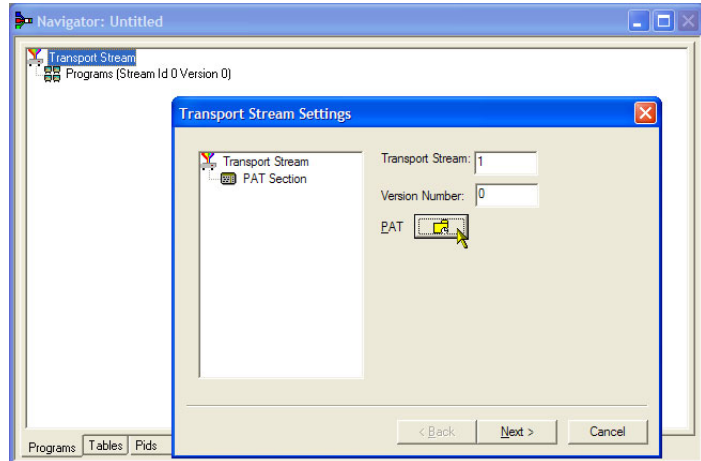 Navigator: Untitled
Transport Stream
Programs (Stream Id 0 Version 0)
Transport Stream Settings
Transport Stream
PAT Section
Transport Stream: 1
Version Number: 0
PAT
< Back
Next >
Cancel
Programs
Tables
Pids